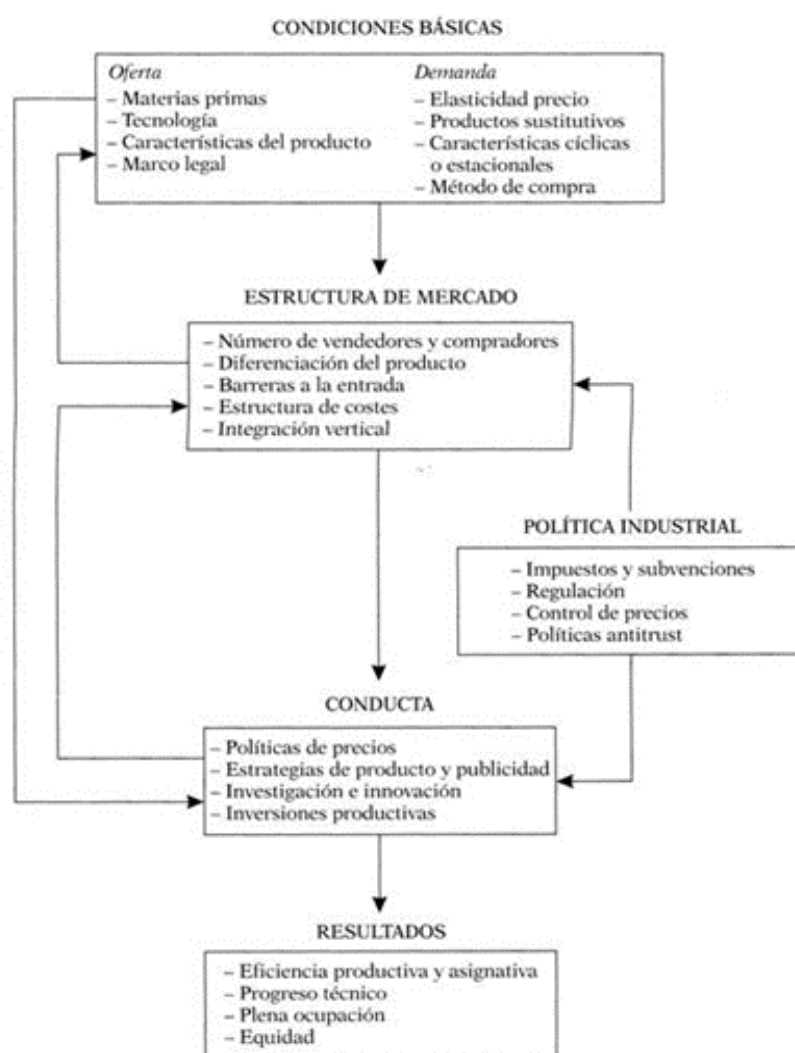 CONDICIONES BÁSICAS
Oferta
– Materias primas
– Tecnología
– Características del producto
– Marco legal
Demanda
– Elasticidad precio
– Productos sustitutivos
– Características cíclicas
o estacionales
– Método de compra
ESTRUCTURA DE MERCADO
– Número de vendedores y compradores
– Diferenciación del producto
– Barreras a la entrada
– Estructura de costes
– Integración vertical
POLÍTICA INDUSTRIAL
– Impuestos y subvenciones
– Regulación
– Control de precios
– Políticas antitrust
CONDUCTA
– Políticas de precios
– Estrategias de producto y publicidad
– Investigación e innovación
– Inversiones productivas
RESULTADOS
– Eficiencia productiva y asignativa
– Progreso técnico
– Plena ocupación
– Equidad